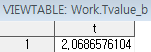 VIEWTABLE: Work.Tvalue_b
t
1 2,0686576104